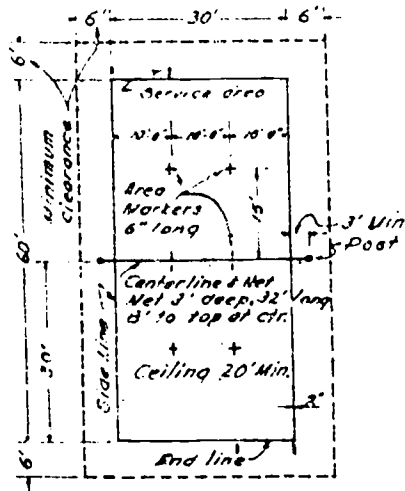 6" 30' 6"
6'
Service area
10'0" 10'0" 10'0"
Minimum
Clearance
Area
Markers
6" long
15'
3' Min
Post
60'
Centerline & Net
Net 3' deep, 32' long
8' to top at ctr.
Side line
30'
Ceiling 20' Min.
3"
End line
6'